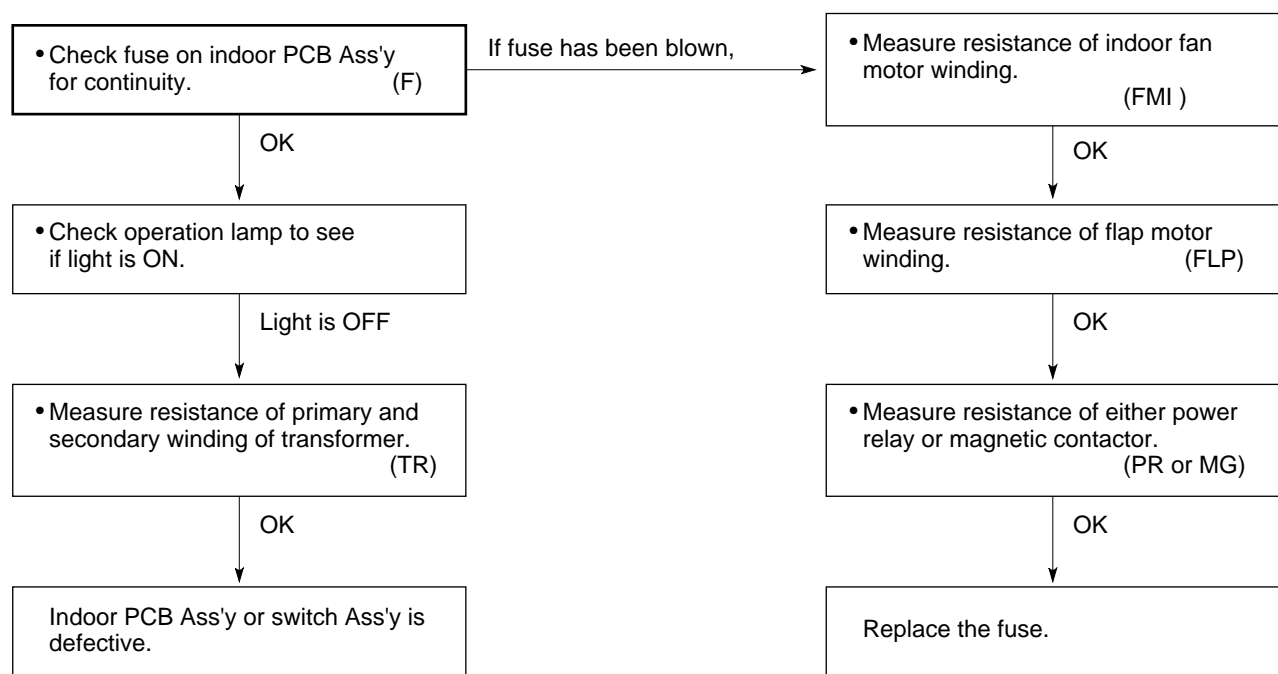 • Check fuse on indoor PCB Ass'y
for continuity. (F)
If fuse has been blown,
OK
• Check operation lamp to see
if light is ON.
Light is OFF
• Measure resistance of primary and
secondary winding of transformer.
(TR)
OK
Indoor PCB Ass'y or switch Ass'y is
defective.
• Measure resistance of indoor fan
motor winding.
(FMI )
OK
• Measure resistance of flap motor
winding. (FLP)
OK
• Measure resistance of either power
relay or magnetic contactor.
(PR or MG)
OK
Replace the fuse.